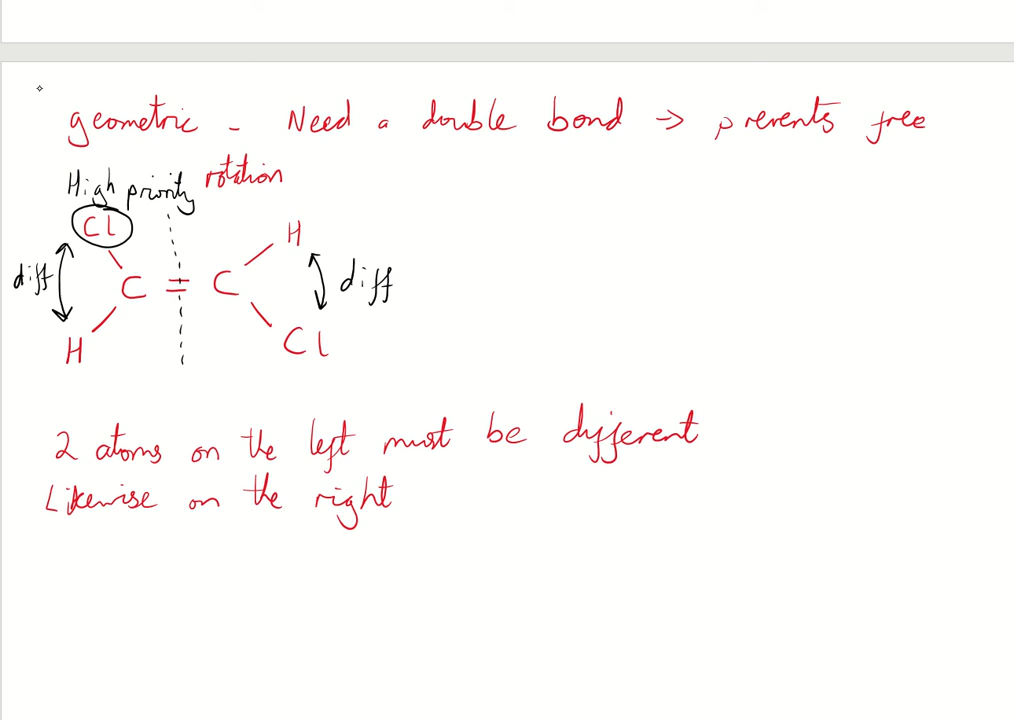 geometric - Need a double bond → prevents free
rotation
High priority
Cl H
diff C = C diff
H Cl
2 atoms on the left must be different
Likewise on the right